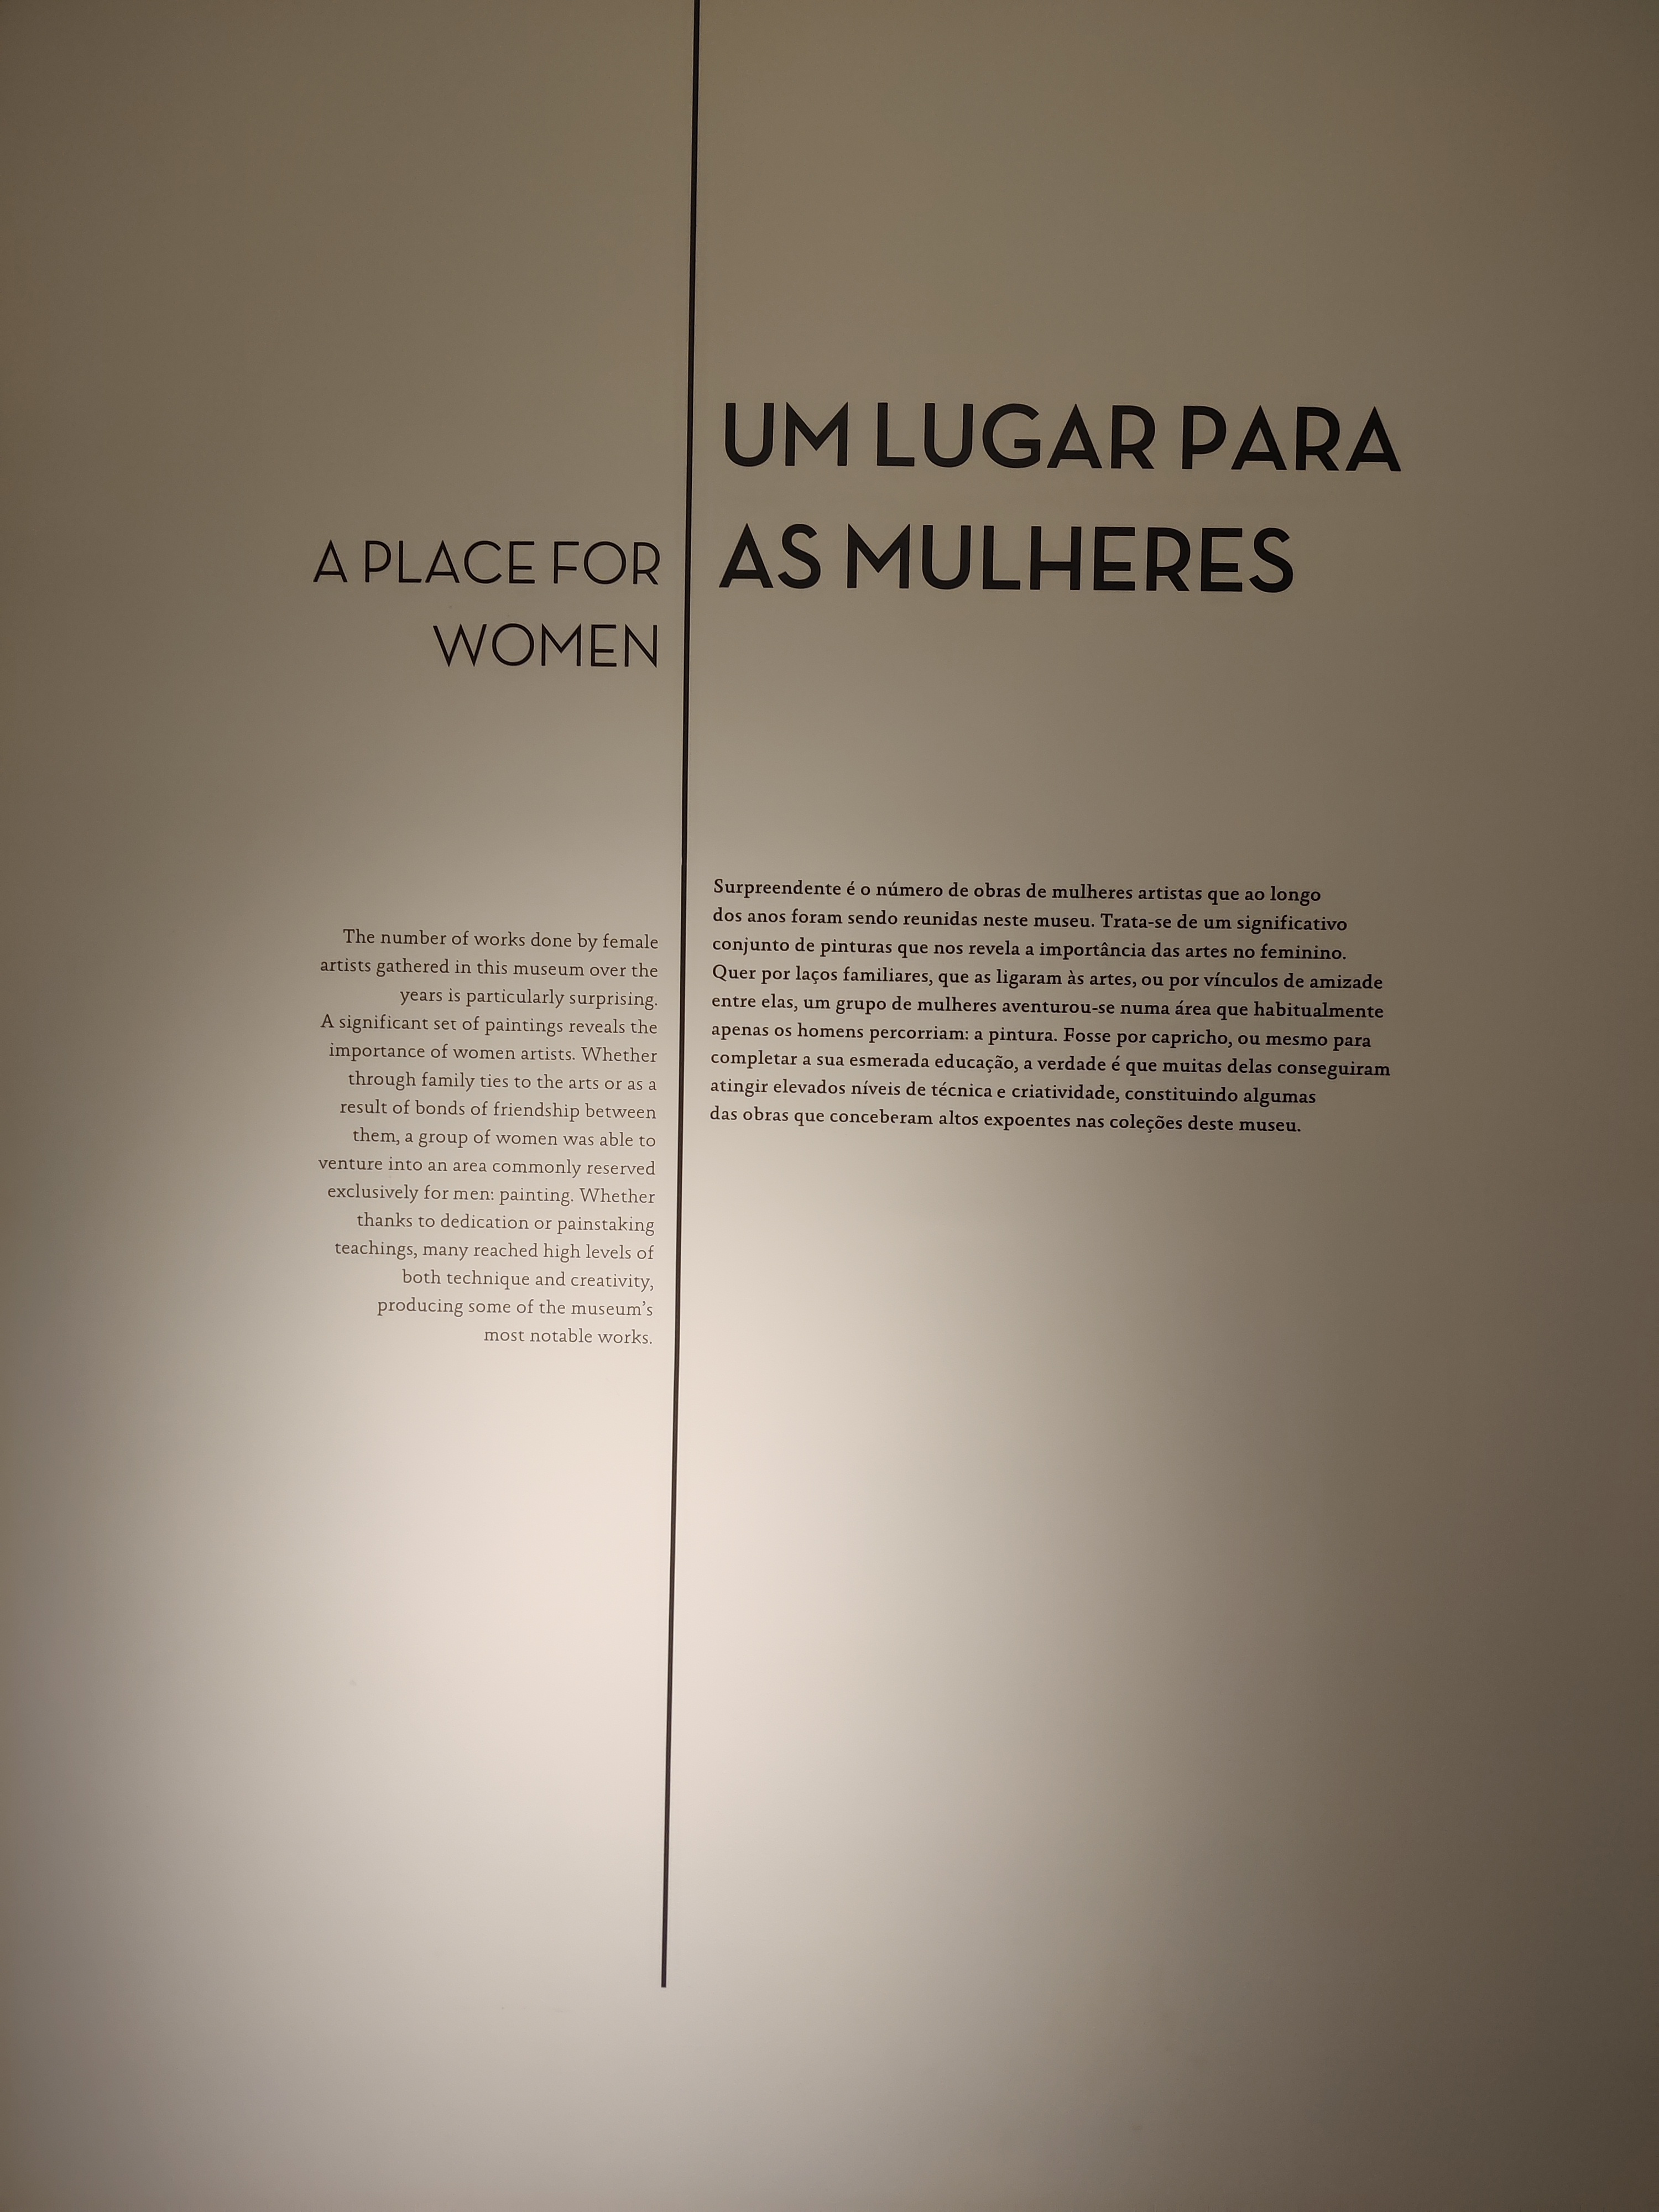 A PLACE FOR
WOMEN
The number of works done by female
artists gathered in this museum over the
years is particularly surprising.
A significant set of paintings reveals the
importance of women artists. Whether
through family ties to the arts or as a
result of bonds of friendship between
them, a group of women was able to
venture into an area commonly reserved
exclusively for men: painting. Whether
thanks to dedication or painstaking
teachings, many reached high levels of
both technique and creativity,
producing some of the museum’s
most notable works.
UM LUGAR PARA
AS MULHERES
Surpreendente é o número de obras de mulheres artistas que ao longo
dos anos foram sendo reunidas neste museu. Trata-se de um significativo
conjunto de pinturas que nos revela a importância das artes no feminino.
Quer por laços familiares, que as ligaram às artes, ou por vínculos de amizade
entre elas, um grupo de mulheres aventurou-se numa área que habitualmente
apenas os homens percorriam: a pintura. Fosse por capricho, ou mesmo para
completar a sua esmerada educação, a verdade é que muitas delas conseguiram
atingir elevados níveis de técnica e criatividade, constituindo algumas
das obras que conceberam altos expoentes nas coleções deste museu.